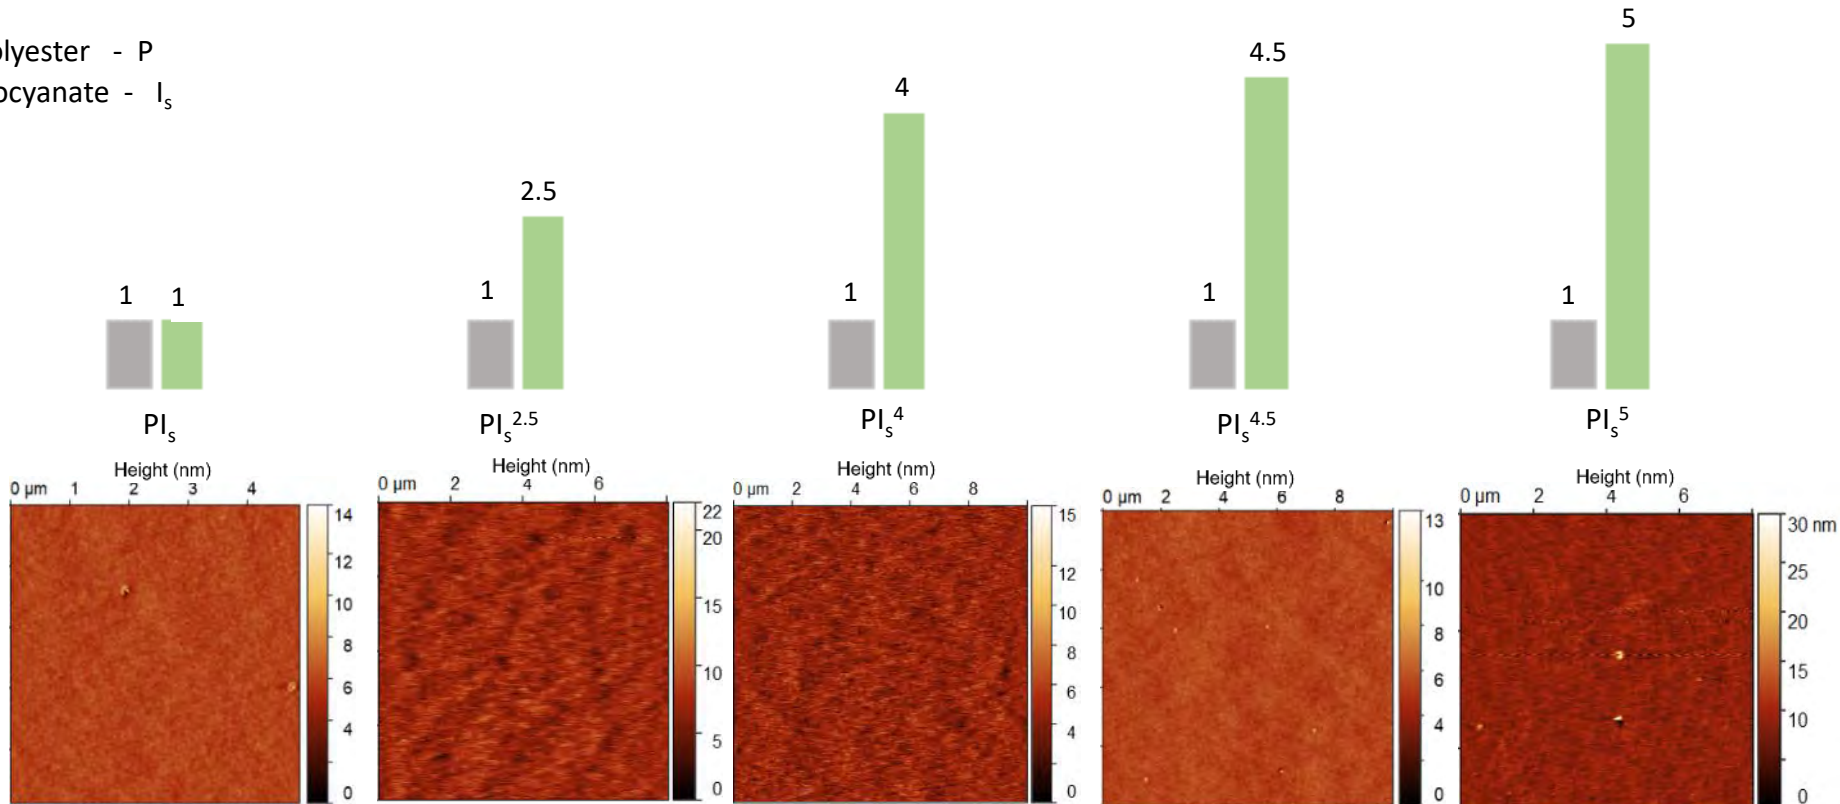 olyester - P
ocyanate - Is
1 1
1 2.5
1 4
1 4.5
1 5
PIs
PIs2.5
PIs4
PIs4.5
PIs5
Height (nm)
0 μm 1 2 3 4
14
12
10
8
6
4
0
Height (nm)
0 μm 2 4 6
22
20
15
10
5
0
Height (nm)
0 μm 2 4 6 8
15
12
10
8
6
4
0
Height (nm)
0 μm 2 4 6 8
13
10
8
6
4
0
Height (nm)
0 μm 2 4 6
30 nm
25
20
15
10
0